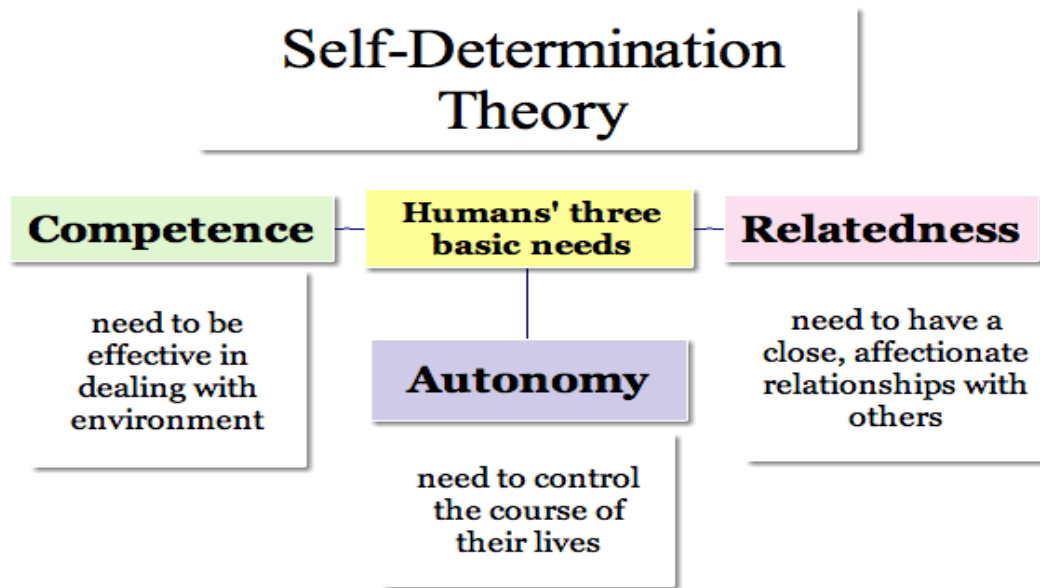 Self-Determination
Theory
Competence
Humans' three
basic needs
Relatedness
need to be
effective in
dealing with
environment
Autonomy
need to control
the course of
their lives
need to have a
close, affectionate
relationships with
others